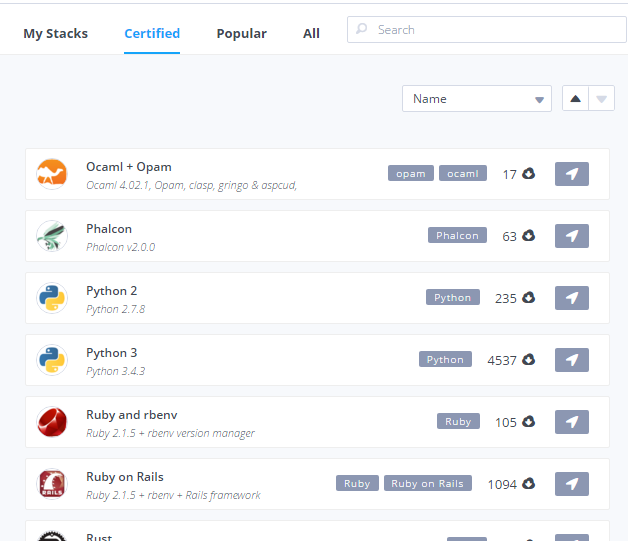 My Stacks Certified Popular All Search
Name
Ocaml + Opam opam ocaml 17
Ocaml 4.02.1, Opam, clasp, gringo & aspcud,
Phalcon Phalcon 63
Phalcon v2.0.0
Python 2 Python 235
Python 2.7.8
Python 3 Python 4537
Python 3.4.3
Ruby and rbenv Ruby 105
Ruby 2.1.5 + rbenv version manager
Ruby on Rails Ruby Ruby on Rails 1094
Ruby 2.1.5 + rbenv + Rails framework
RAILS
Rust